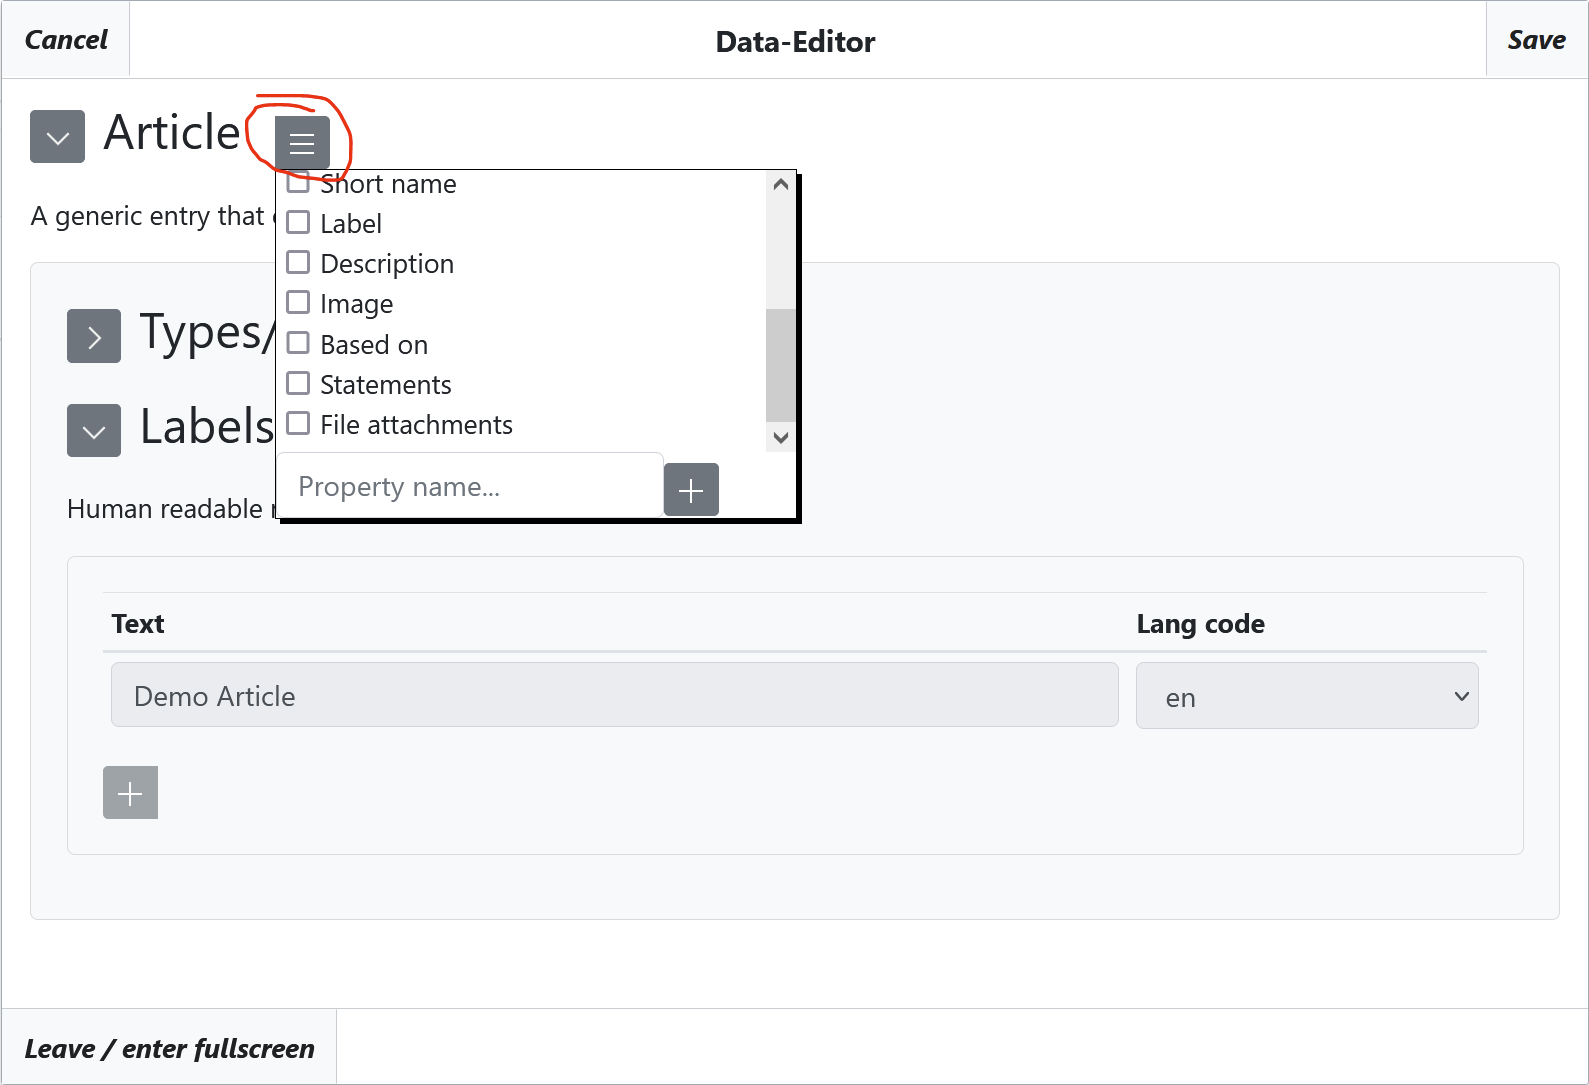 Cancel
Data-Editor
Save
Article
Short name
A generic entry that
Label
Description
Image
Types/
Based on
Statements
Labels
File attachments
Property name...
Human readable
Text
Lang code
Demo Article
en
Leave / enter fullscreen